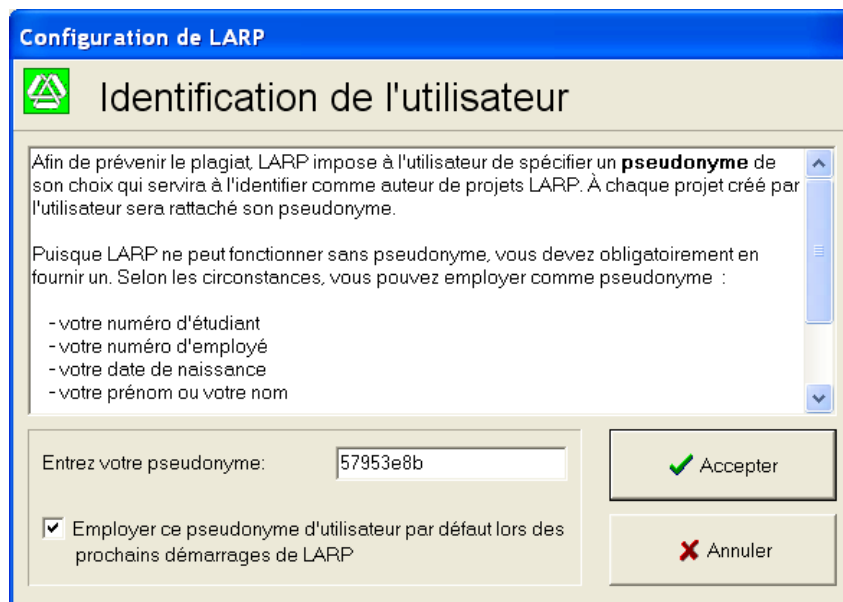 Configuration de LARP
Identification de l'utilisateur
Afin de prévenir le plagiat, LARP impose à l'utilisateur de spécifier un pseudonyme de
son choix qui servira à l'identifier comme auteur de projets LARP. À chaque projet créé par
l'utilisateur sera rattaché son pseudonyme.
Puisque LARP ne peut fonctionner sans pseudonyme, vous devez obligatoirement en
fournir un. Selon les circonstances, vous pouvez employer comme pseudonyme :
- votre numéro d'étudiant
- votre numéro d'employé
- votre date de naissance
- votre prénom ou votre nom
Entrez votre pseudonyme:
57953e8b
Accepter
Employer ce pseudonyme d'utilisateur par défaut lors des
prochains démarrages de LARP
Annuler